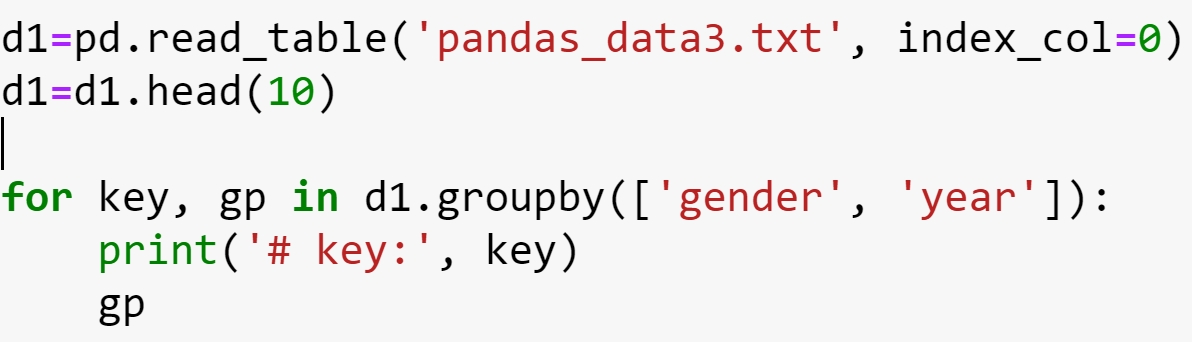 d1=pd.read_table('pandas_data3.txt', index_col=0)
d1=d1.head(10)
for key, gp in d1.groupby(['gender', 'year']):
    print('# key:', key)
    gp